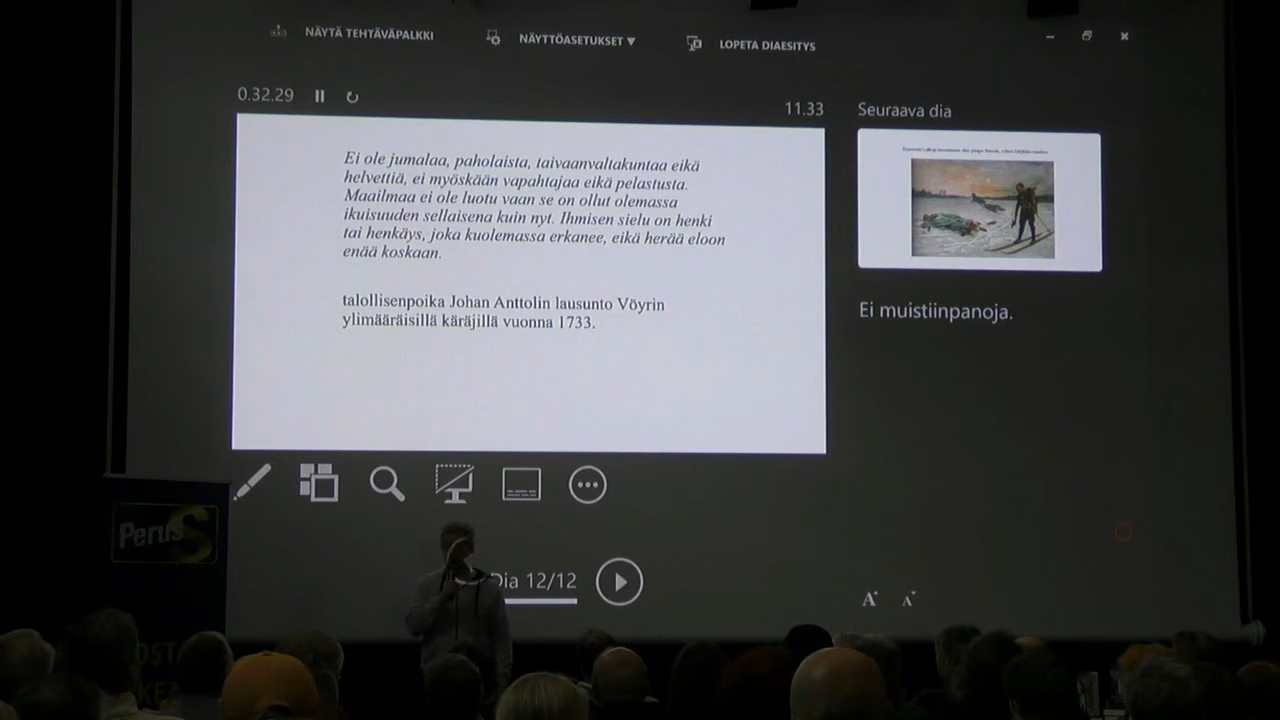 NÄYTÄ TEHTÄVÄPALKKI
NÄYTTÖASETUKSET
LOPETA DIAESITYS
0.32.29
11.33
Seuraava dia
Ei ole jumalaa, paholaista, taivaanvaltakuntaa eikä
helvettiä, ei myöskään vapahtajaa eikä pelastusta.
Maailmaa ei ole luotu vaan se on ollut olemassa
ikuisuuden sellaisena kuin nyt. Ihmisen sielu on henki
tai henkäys, joka kuolemassa erkanee, eikä herää eloon
enää koskaan.
talollisenpoika Johan Anttolin lausunto Vöyrin
ylimääräisillä käräjillä vuonna 1733.
Ei muistiinpanoja.
PerusS
Dia 12/12
A A